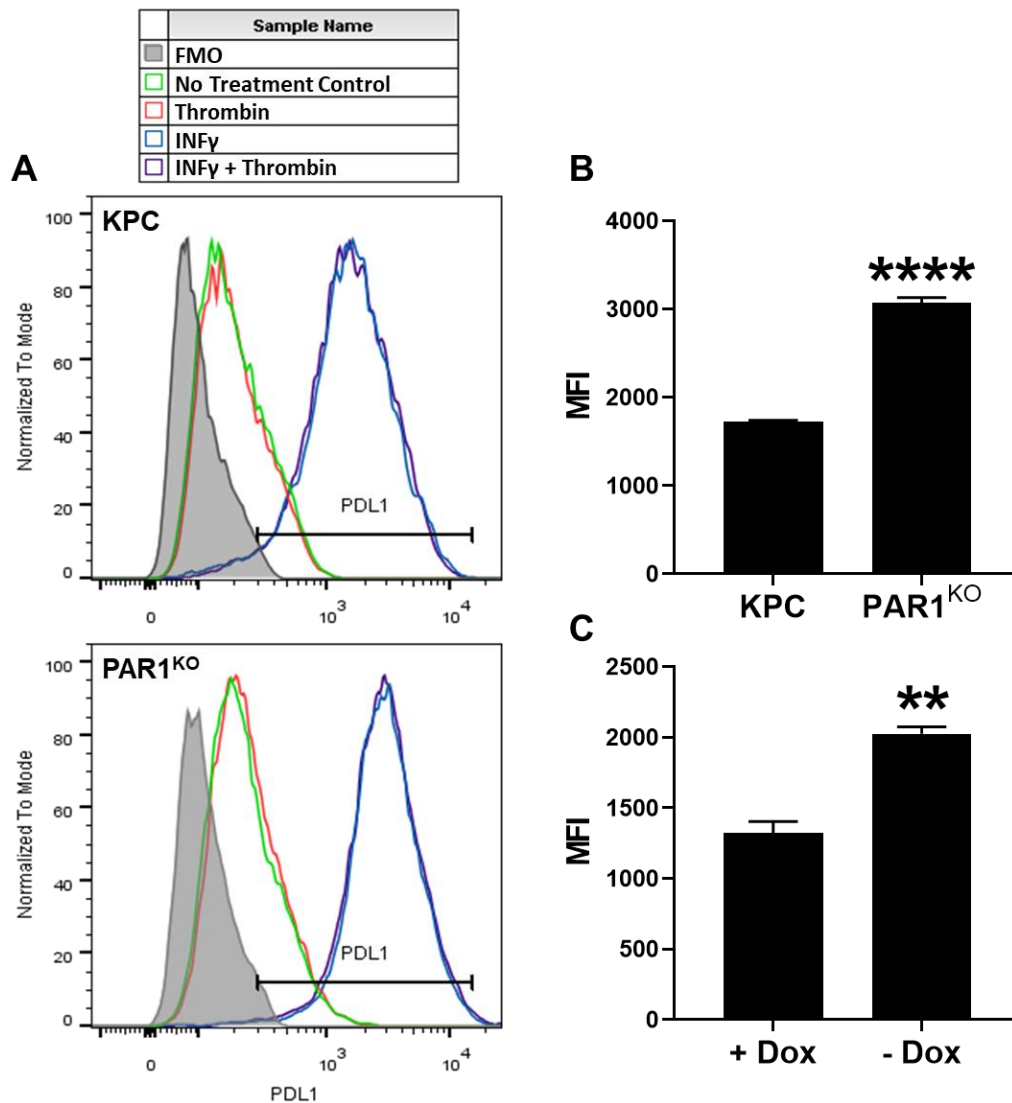 Sample Name
FMO
No Treatment Control
Thrombin
INFγ
INFγ + Thrombin
A
KPC
Normalized To Mode
100
80
60
40
20
0
PDL1
0
10³
10⁴
PAR1ᴷᴼ
Normalized To Mode
100
80
60
40
20
0
PDL1
0
10³
10⁴
PDL1
B
MFI
4000
3000
2000
1000
0
****
KPC
PAR1ᴷᴼ
C
MFI
2500
2000
1500
1000
500
0
**
+ Dox
- Dox